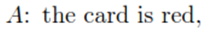 A: the card is red,